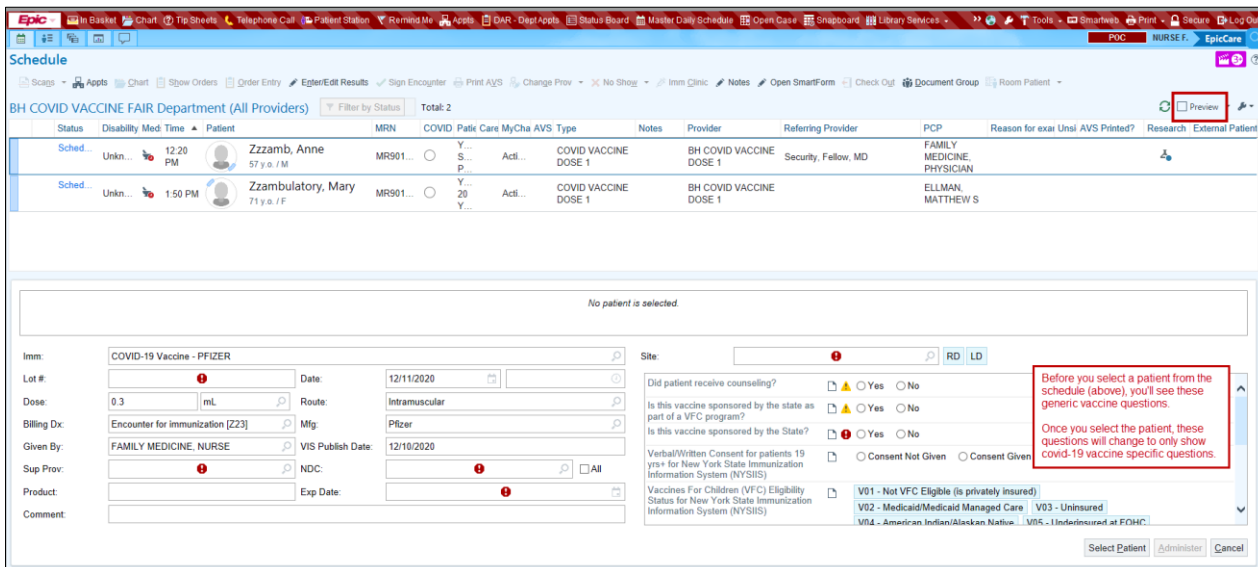 Epic In Basket Chart Tip Sheets Telephone Call Patient Station Remind Me Appts DAR - Dept Appts Status Board Master Daily Schedule Open Case Snapboard Library Services Tools Smartweb Print Secure Log Out
POC NURSE F. EpicCare
Schedule
Scans Appts Chart Show Orders Order Entry Enter/Edit Results Sign Encounter Print AVS Change Prov No Show Imm Clinic Notes Open SmartForm Check Out Document Group Room Patient
BH COVID VACCINE FAIR Department (All Providers) Filter by Status Total: 2 Preview
Status Disability Med: Time Patient MRN COVID Patie Care MyCha AVS Type Notes Provider Referring Provider PCP Reason for exar Unsi AVS Printed? Research External Patient
Sched... Unkn... 12:20 PM Zzzamb, Anne 57 y.o. / M MR901... Y... S... P... Acti... COVID VACCINE DOSE 1 BH COVID VACCINE DOSE 1 Security, Fellow, MD FAMILY MEDICINE, PHYSICIAN
Sched... Unkn... 1:50 PM Zzambulatory, Mary 71 y.o. / F MR901... Y... 20 Y... Acti... COVID VACCINE DOSE 1 BH COVID VACCINE DOSE 1 ELLMAN, MATTHEW S
No patient is selected.
Imm: COVID-19 Vaccine - PFIZER
Lot #: Date: 12/11/2020
Dose: 0.3 mL Route: Intramuscular
Billing Dx: Encounter for immunization [Z23] Mfg: Pfizer
Given By: FAMILY MEDICINE, NURSE VIS Publish Date: 12/10/2020
Sup Prov: NDC: All
Product: Exp Date:
Comment:
Site: RD LD
Did patient receive counseling? Yes No
Is this vaccine sponsored by the state as part of a VFC program? Yes No
Is this vaccine sponsored by the State? Yes No
Verbal/Written Consent for patients 19 yrs+ for New York State Immunization Information System (NYSIIS) Consent Not Given Consent Given
Vaccines For Children (VFC) Eligibility Status for New York State Immunization Information System (NYSIIS) V01 - Not VFC Eligible (is privately insured)
V02 - Medicaid/Medicaid Managed Care V03 - Uninsured
V04 - American Indian/Alaskan Native V05 - Underinsured at FQHC
Before you select a patient from the
schedule (above), you'll see these
generic vaccine questions.
Once you select the patient, these
questions will change to only show
covid-19 vaccine specific questions.
Select Patient Administer Cancel